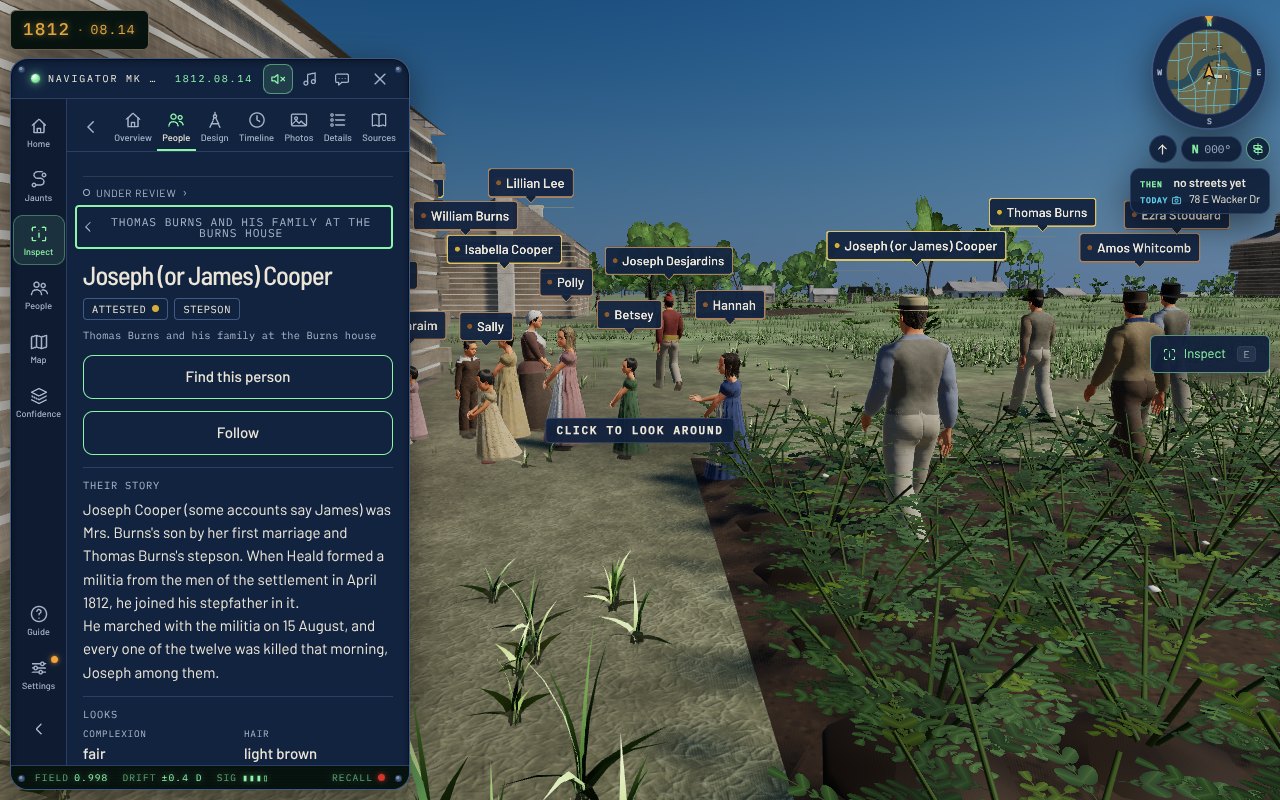 1812 · 08.14
NAVIGATOR MK …
1812.08.14
Home
Jaunts
Inspect
People
Map
Confidence
Guide
Settings
Overview
People
Design
Timeline
Photos
Details
Sources
UNDER REVIEW ›
THOMAS BURNS AND HIS FAMILY AT THE
BURNS HOUSE
Joseph (or James) Cooper
ATTESTED
STEPSON
Thomas Burns and his family at the Burns house
Find this person
Follow
THEIR STORY
Joseph Cooper (some accounts say James) was
Mrs. Burns's son by her first marriage and
Thomas Burns's stepson. When Heald formed a
militia from the men of the settlement in April
1812, he joined his stepfather in it.
He marched with the militia on 15 August, and
every one of the twelve was killed that morning,
Joseph among them.
LOOKS
COMPLEXION
HAIR
fair
light brown
FIELD 0.998
DRIFT ±0.4 D
SIG
RECALL
Lillian Lee
William Burns
Isabella Cooper
Joseph Desjardins
Polly
Betsey
Hannah
Sally
raim
Joseph (or James) Cooper
Thomas Burns
Ezra Stoddard
Amos Whitcomb
CLICK TO LOOK AROUND
N
W
E
S
N 000°
THEN no streets yet
TODAY 78 E Wacker Dr
Inspect E